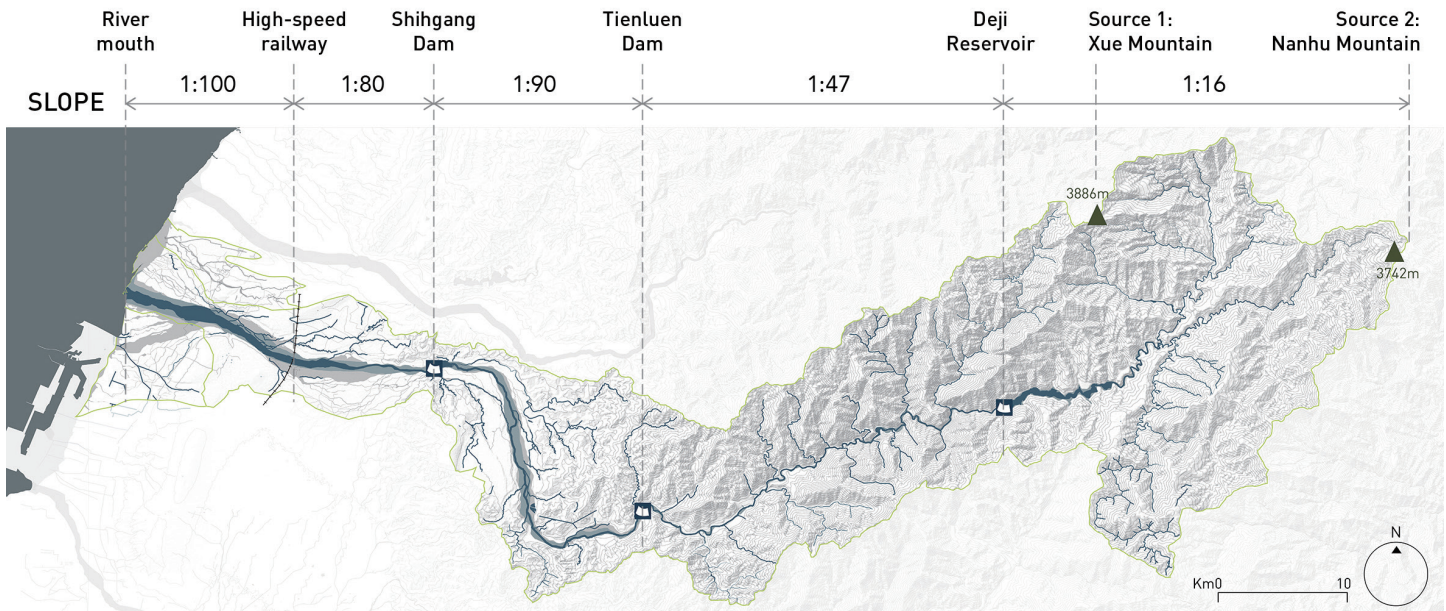 River
mouth
High-speed
railway
Shihgang
Dam
Tienluen
Dam
Deji
Reservoir
Source 1:
Xue Mountain
Source 2:
Nanhu Mountain
SLOPE
1:100
1:80
1:90
1:47
1:16
3886m
3742m
N
Km0 10